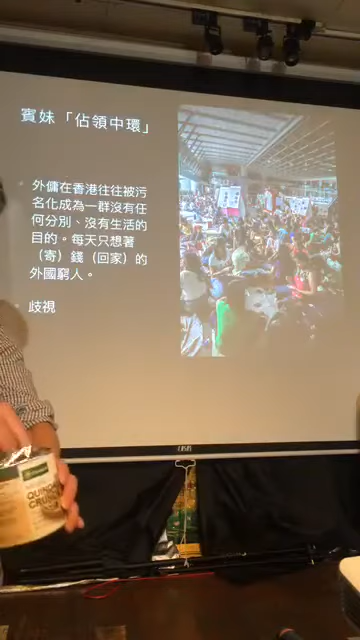 賓妹「佔領中環」
外傭在香港往往被污
名化成為一群沒有任
何分別、沒有生活的
目的。每天只想著
（寄）錢（回家）的
外國窮人。
歧視